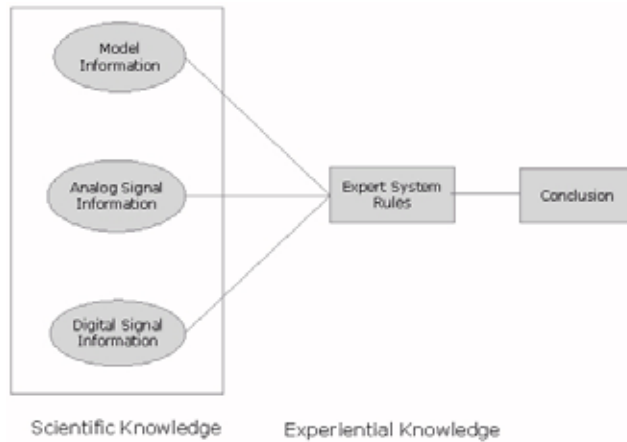 Model
Information
Analog Signal
Information
Digital Signal
Information
Expert System
Rules
Conclusion
Scientific Knowledge
Experiential Knowledge